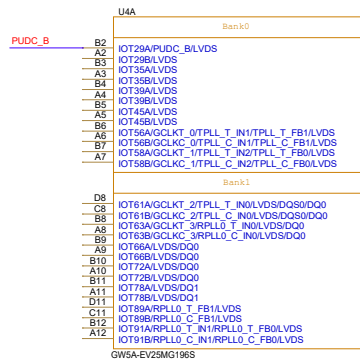 U4A
Bank0
PUDC_B
B2 IOT29A/PUDC_B/LVDS
A2 IOT29B/LVDS
B3 IOT35A/LVDS
A3 IOT35B/LVDS
B4 IOT39A/LVDS
A4 IOT39B/LVDS
B5 IOT45A/LVDS
A5 IOT45B/LVDS
B6 IOT56A/GCLKT_0/TPLL_T_IN1/TPLL_T_FB1/LVDS
A6 IOT56B/GCLKC_0/TPLL_C_IN1/TPLL_C_FB1/LVDS
B7 IOT58A/GCLKT_1/TPLL_T_IN2/TPLL_T_FB0/LVDS
A7 IOT58B/GCLKC_1/TPLL_C_IN2/TPLL_C_FB0/LVDS
Bank1
D8 IOT61A/GCLKT_2/TPLL_T_IN0/LVDS/DQS0/DQ0
C8 IOT61B/GCLKC_2/TPLL_C_IN0/LVDS/DQS0/DQ0
B8 IOT63A/GCLKT_3/RPLL0_T_IN0/LVDS/DQ0
A8 IOT63B/GCLKC_3/RPLL0_C_IN0/LVDS/DQ0
B9 IOT66A/LVDS/DQ0
A9 IOT66B/LVDS/DQ0
B10 IOT72A/LVDS/DQ0
A10 IOT72B/LVDS/DQ0
B11 IOT78A/LVDS/DQ1
A11 IOT78B/LVDS/DQ1
D11 IOT89A/RPLL0_T_FB1/LVDS
C11 IOT89B/RPLL0_C_FB1/LVDS
B12 IOT91A/RPLL0_T_IN1/RPLL0_T_FB0/LVDS
A12 IOT91B/RPLL0_C_IN1/RPLL0_C_FB0/LVDS
GW5A-EV25MG196S